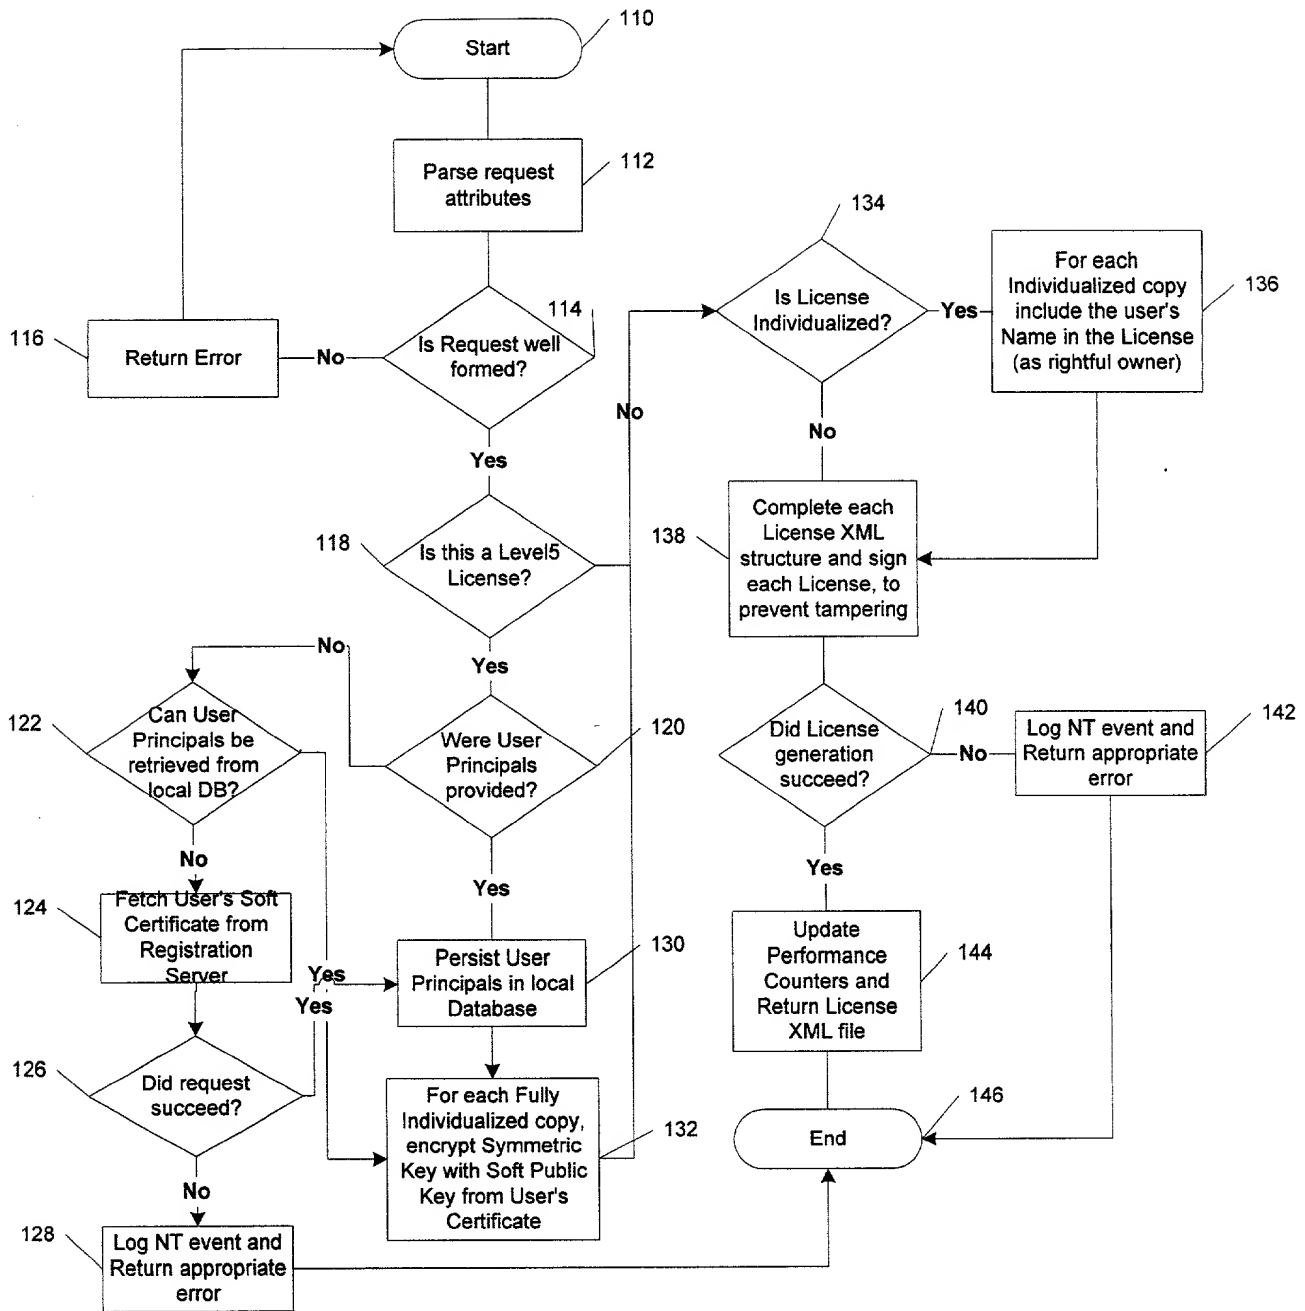 Start
110
Parse request
attributes
112
Is Request well
formed?
114
No
Return Error
116
Yes
Is this a Level5
License?
118
No
Yes
Were User
Principals
provided?
120
No
Can User
Principals be
retrieved from
local DB?
122
No
Fetch User's Soft
Certificate from
Registration
Server
124
Yes
Yes
Did request
succeed?
126
No
Log NT event and
Return appropriate
error
128
Yes
Persist User
Principals in local
Database
130
For each Fully
Individualized copy,
encrypt Symmetric
Key with Soft Public
Key from User's
Certificate
132
Is License
Individualized?
134
Yes
For each
Individualized copy
include the user's
Name in the License
(as rightful owner)
136
No
Complete each
License XML
structure and sign
each License, to
prevent tampering
138
Did License
generation
succeed?
140
No
Log NT event and
Return appropriate
error
142
Yes
Update
Performance
Counters and
Return License
XML file
144
End
146